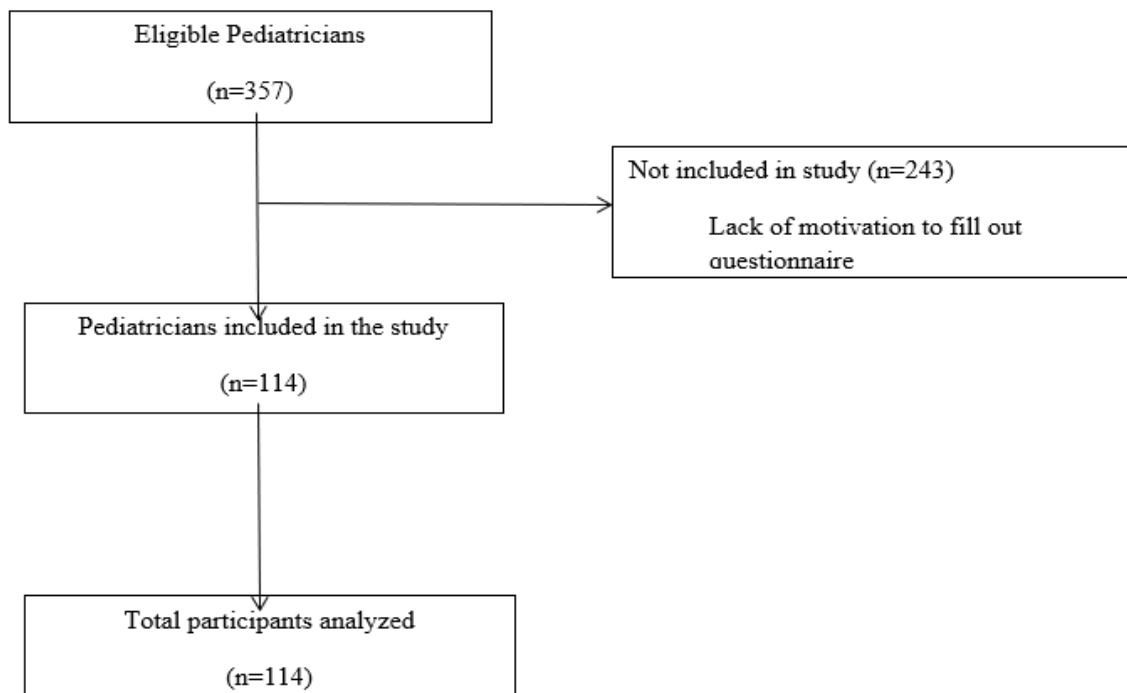 Eligible Pediatricians
(n=357)
Not included in study (n=243)
Lack of motivation to fill out
questionnaire
Pediatricians included in the study
(n=114)
Total participants analyzed
(n=114)